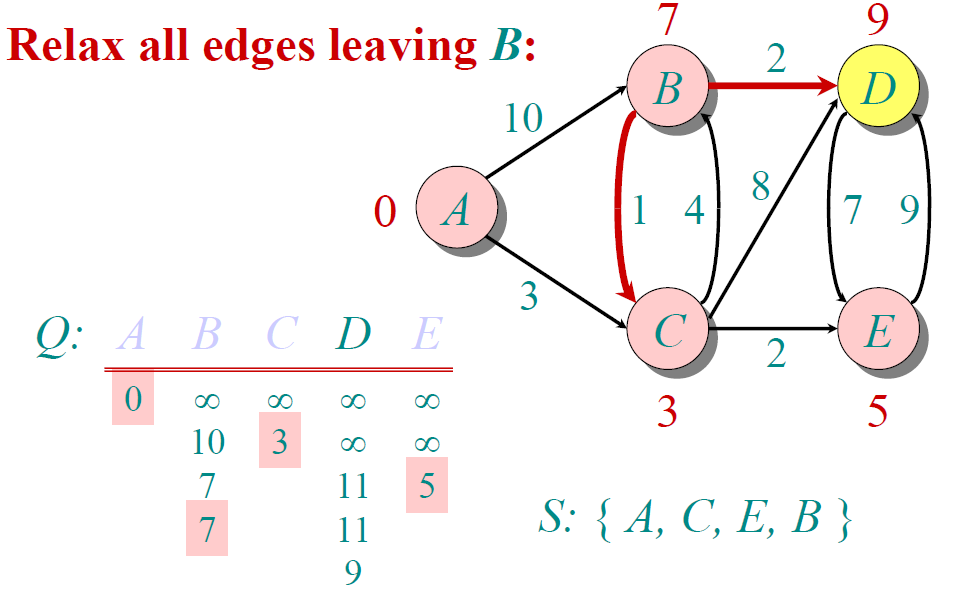 Relax all edges leaving B:
7 9
2
B D
10
A
0
1 4 8 7 9
3
C E
2
3 5
Q: A B C D E
0 ∞ ∞ ∞ ∞
10 3 ∞ ∞
7 11 5
7 11
9
S: { A, C, E, B }